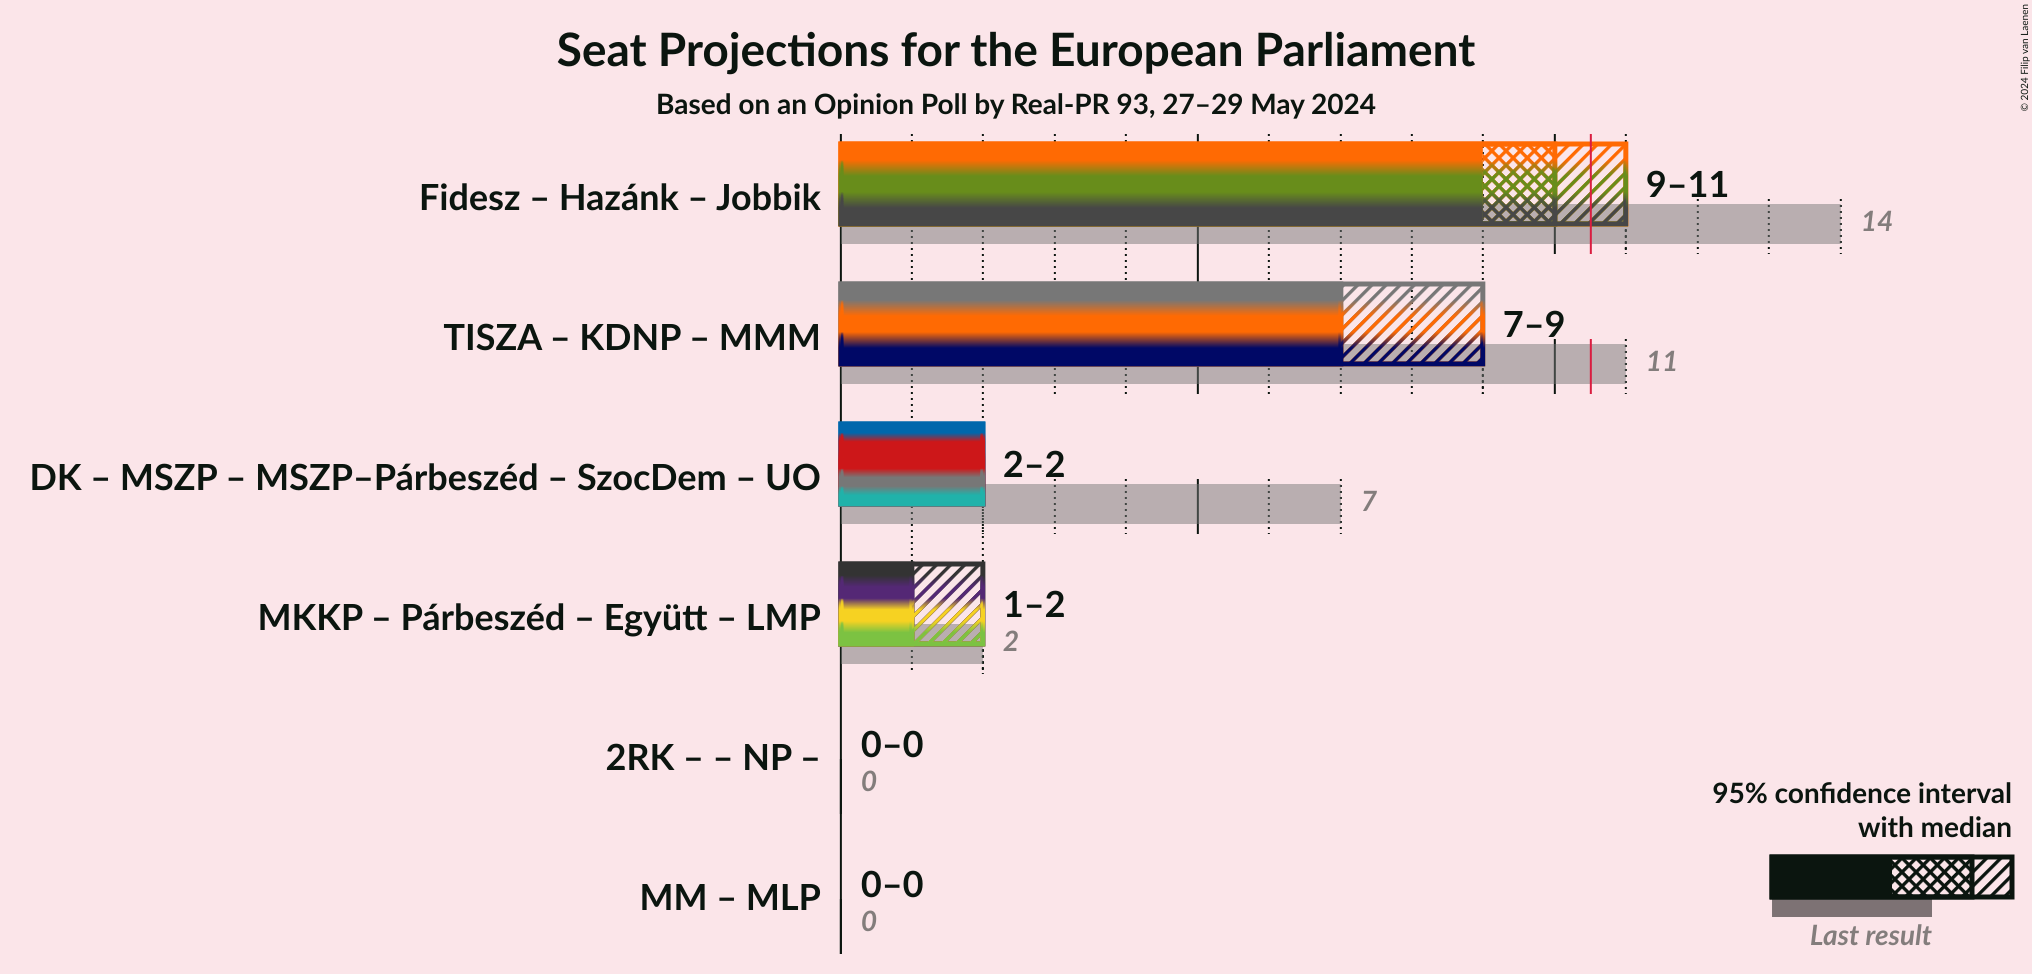 Seat Projections for the European Parliament
Based on an Opinion Poll by Real-PR 93, 27–29 May 2024
© 2024 Filip van Laenen
Fidesz – Hazánk – Jobbik
9–11
14
TISZA – KDNP – MMM
7–9
11
DK – MSZP – MSZP–Párbeszéd – SzocDem – UO
2–2
7
MKKP – Párbeszéd – Együtt – LMP
1–2
2
2RK – – NP –
0–0
0
MM – MLP
0–0
0
95% confidence interval
with median
Last result